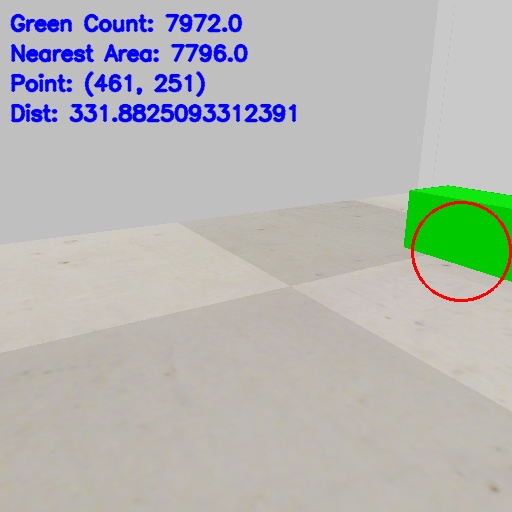 Green Count: 7972.0
Nearest Area: 7796.0
Point: (461, 251)
Dist: 331.8825093312391